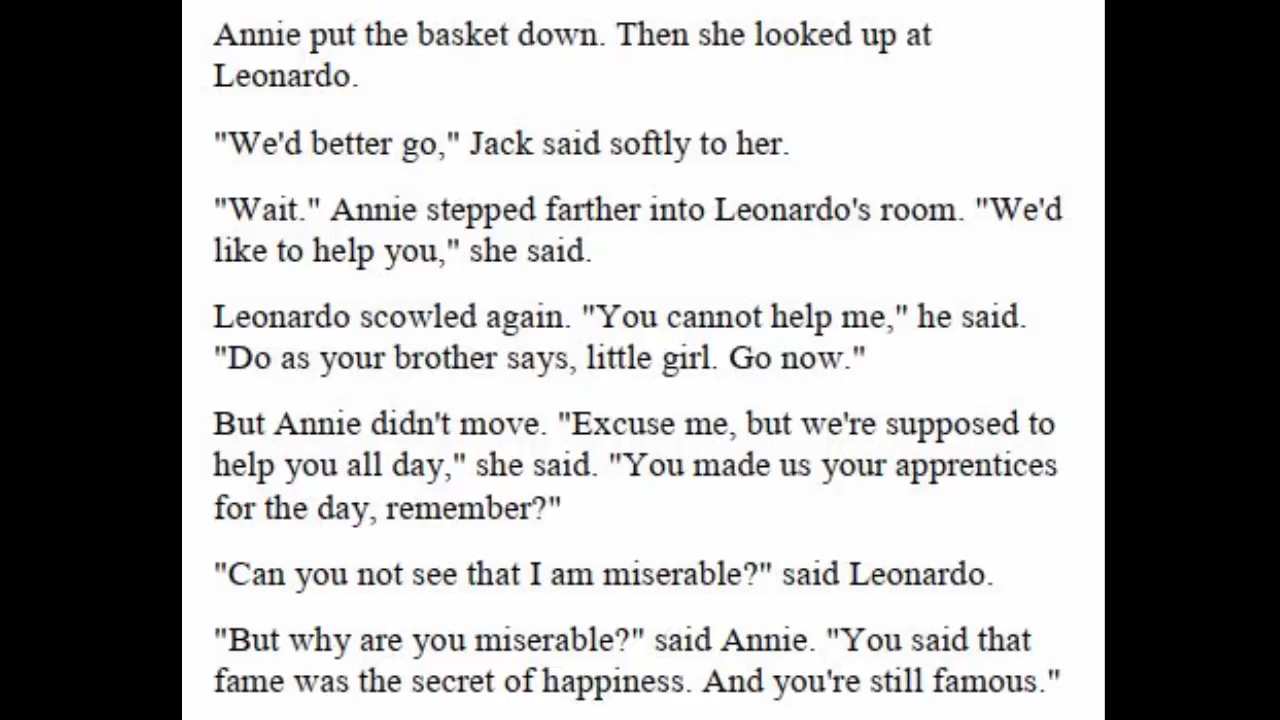 Annie put the basket down. Then she looked up at
Leonardo.
"We'd better go," Jack said softly to her.
"Wait." Annie stepped farther into Leonardo's room. "We'd
like to help you," she said.
Leonardo scowled again. "You cannot help me," he said.
"Do as your brother says, little girl. Go now."
But Annie didn't move. "Excuse me, but we're supposed to
help you all day," she said. "You made us your apprentices
for the day, remember?"
"Can you not see that I am miserable?" said Leonardo.
"But why are you miserable?" said Annie. "You said that
fame was the secret of happiness. And you're still famous."